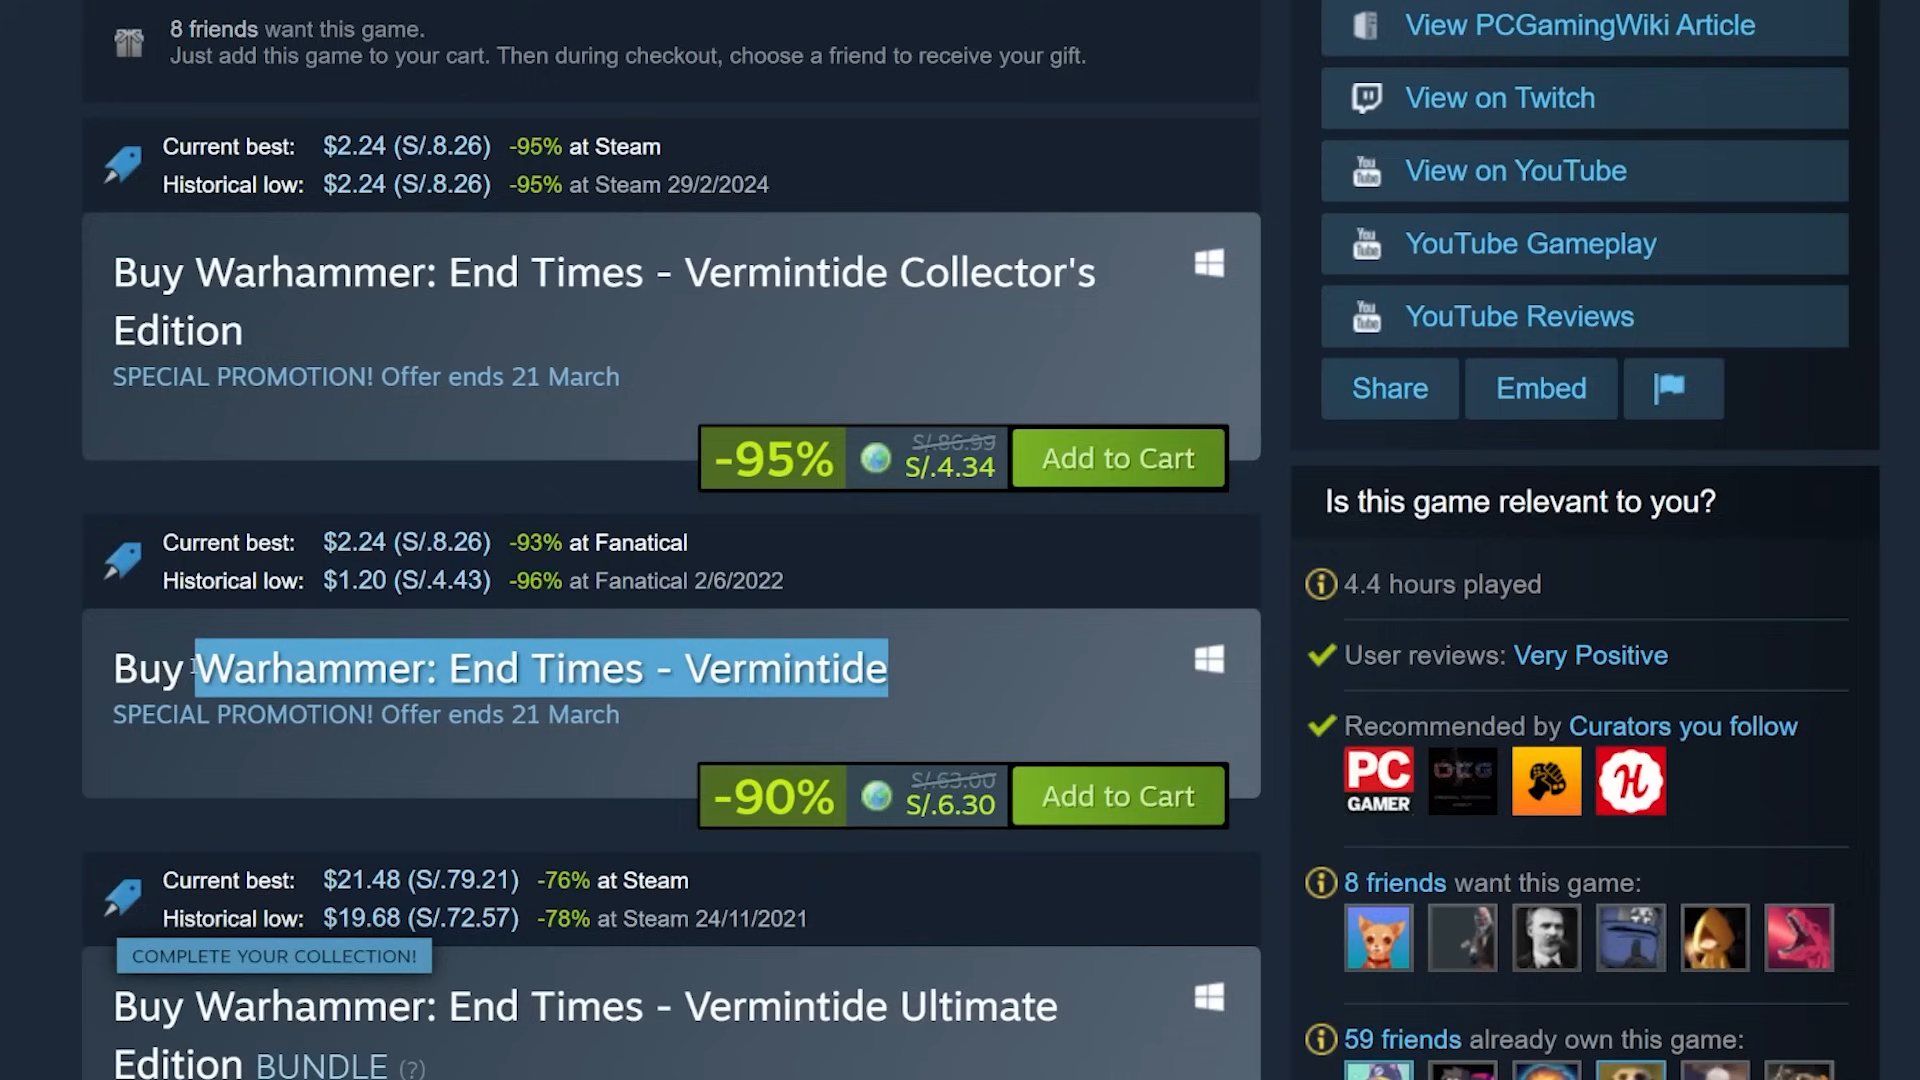 8 friends want this game.
Just add this game to your cart. Then during checkout, choose a friend to receive your gift.
Current best: $2.24 (S/.8.26) -95% at Steam
Historical low: $2.24 (S/.8.26) -95% at Steam 29/2/2024
Buy Warhammer: End Times - Vermintide Collector's
Edition
SPECIAL PROMOTION! Offer ends 21 March
-95%
S/.86.99
S/.4.34
Add to Cart
Current best: $2.24 (S/.8.26) -93% at Fanatical
Historical low: $1.20 (S/.4.43) -96% at Fanatical 2/6/2022
Buy Warhammer: End Times - Vermintide
SPECIAL PROMOTION! Offer ends 21 March
-90%
S/.63.00
S/.6.30
Add to Cart
Current best: $21.48 (S/.79.21) -76% at Steam
Historical low: $19.68 (S/.72.57) -78% at Steam 24/11/2021
COMPLETE YOUR COLLECTION!
Buy Warhammer: End Times - Vermintide Ultimate
Edition BUNDLE (?)
View PCGamingWiki Article
View on Twitch
You Tube View on YouTube
You Tube YouTube Gameplay
You Tube YouTube Reviews
Share Embed
Is this game relevant to you?
4.4 hours played
User reviews: Very Positive
Recommended by Curators you follow
PC
GAMER
H
8 friends want this game:
59 friends already own this game: